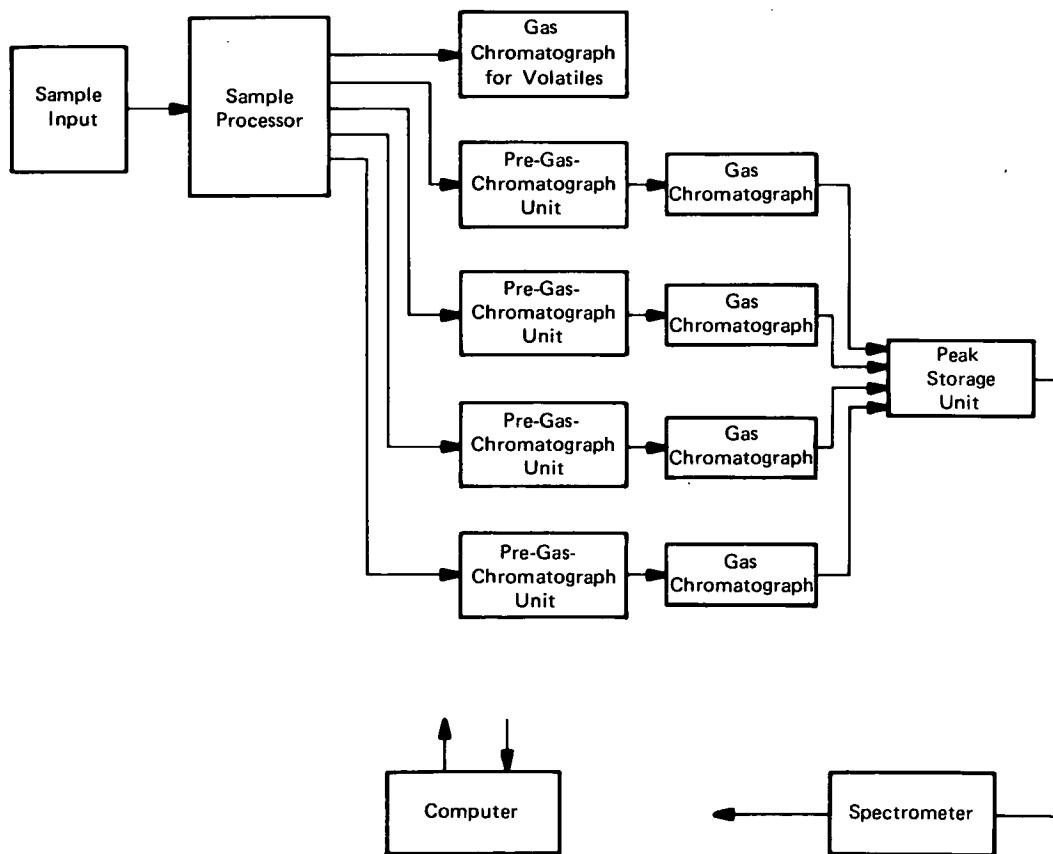 Sample
Input
Sample
Processor
Gas
Chromatograph
for Volatiles
Pre-Gas-
Chromatograph
Unit
Gas
Chromatograph
Pre-Gas-
Chromatograph
Unit
Gas
Chromatograph
Pre-Gas-
Chromatograph
Unit
Gas
Chromatograph
Pre-Gas-
Chromatograph
Unit
Gas
Chromatograph
Peak
Storage
Unit
Computer
Spectrometer